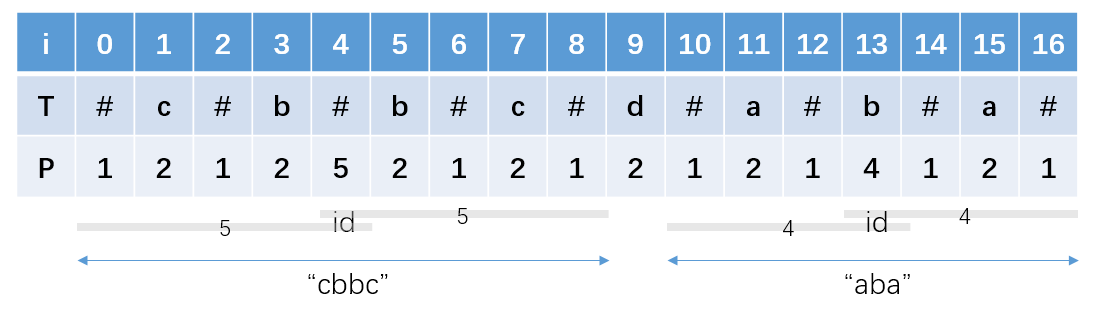 i 0 1 2 3 4 5 6 7 8 9 10 11 12 13 14 15 16
T # c # b # b # c # d # a # b # a #
P 1 2 1 2 5 2 1 2 1 2 1 2 1 4 1 2 1
5 id 5 4 id 4
“cbbc” “aba”